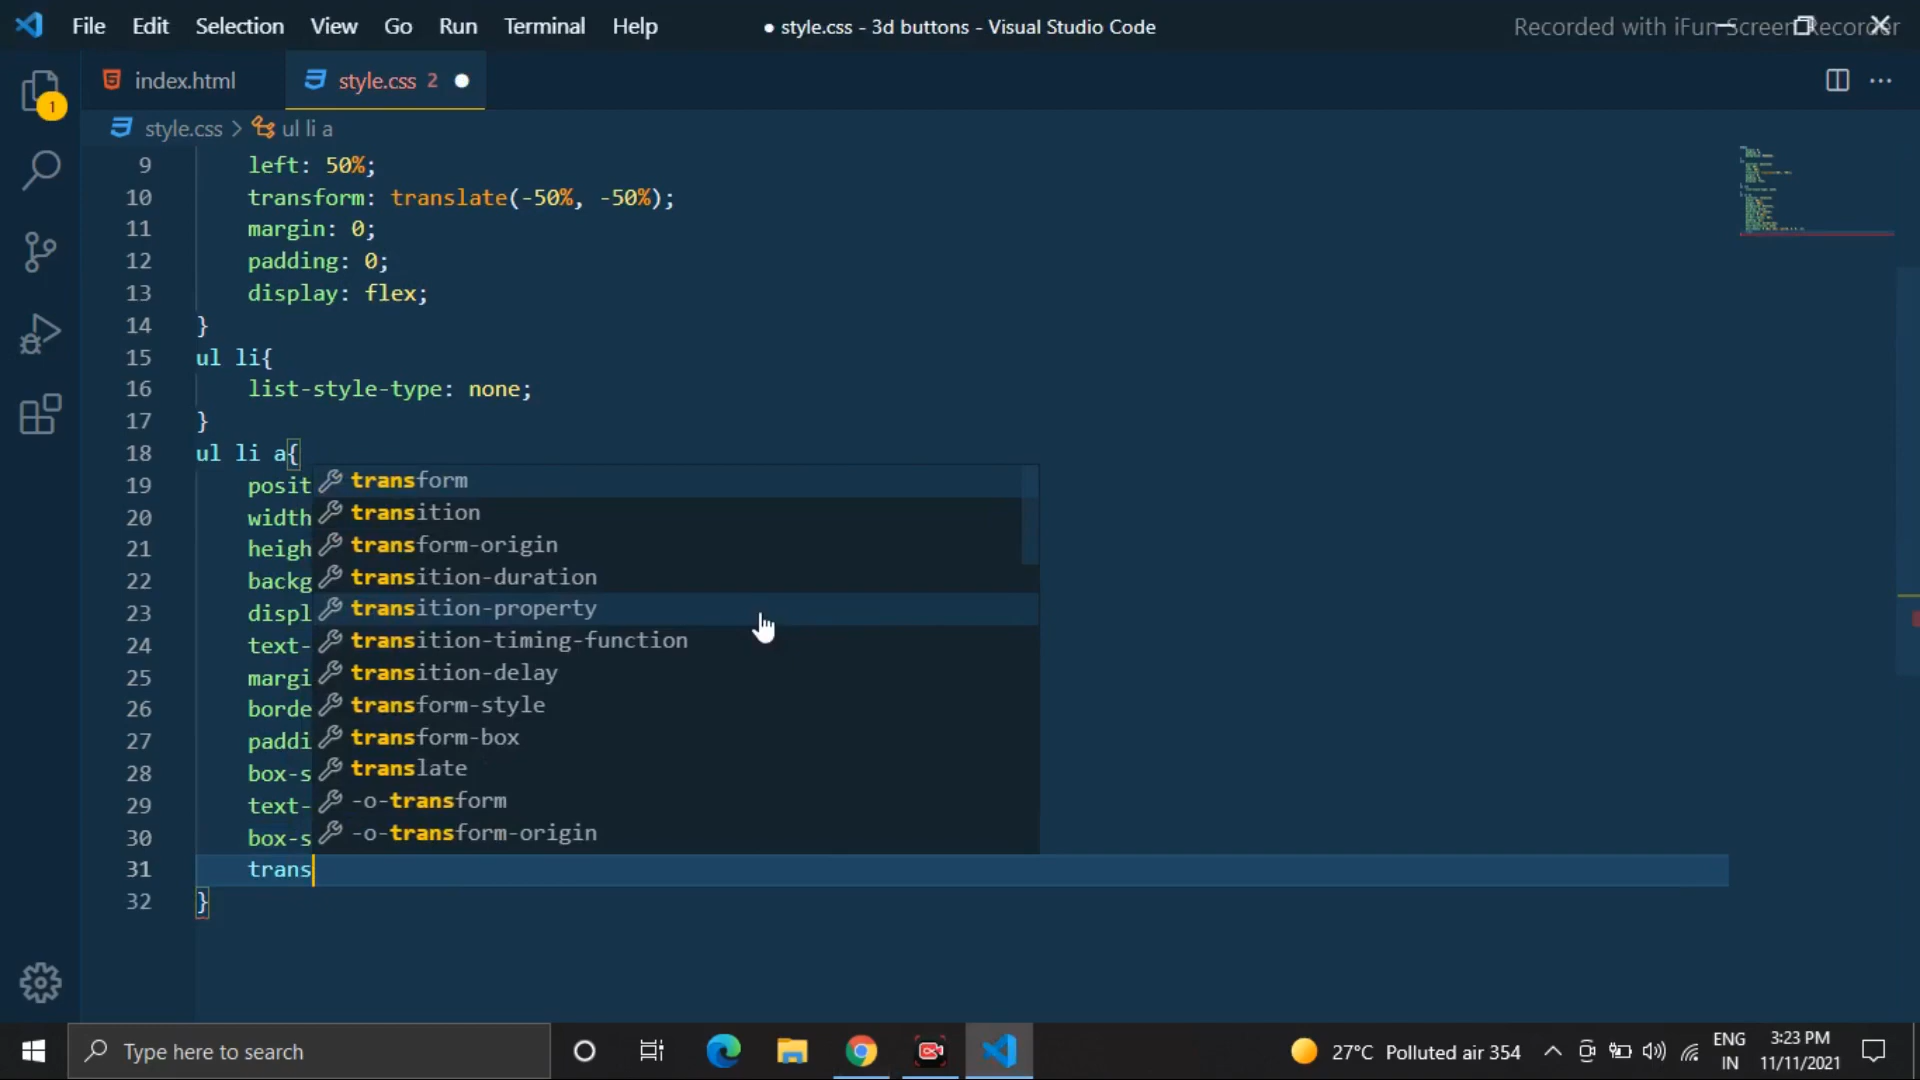 File Edit Selection View Go Run Terminal Help ● style.css - 3d buttons - Visual Studio Code Recorded with iFun Screen Recorder
index.html style.css 2
1
style.css > ul li a
9 left: 50%;
10 transform: translate(-50%, -50%);
11 margin: 0;
12 padding: 0;
13 display: flex;
14 }
15 ul li{
16 list-style-type: none;
17 }
18 ul li a{
transform
19 posit
transition
20 width
transform-origin
21 heigh
transition-duration
22 backg
transition-property
23 displ
transition-timing-function
24 text-
transition-delay
25 margi
transform-style
26 borde
transform-box
27 paddi
translate
28 box-s
-o-transform
29 text-
-o-transform-origin
30 box-s
31 trans
32 }
Type here to search 27°C Polluted air 354 ENG IN 3:23 PM 11/11/2021